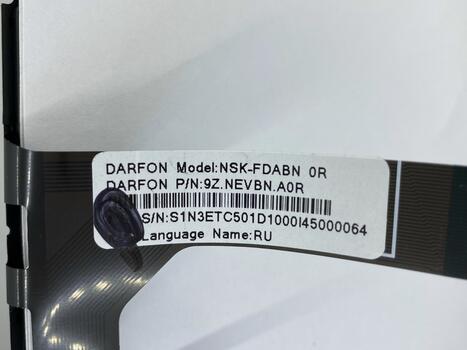 DARFON Model:NSK-FDABN 0R
DARFON P/N:9Z.NEVBN.A0R
S/N:S1N3ETC501D1000I45000064
Language Name:RU